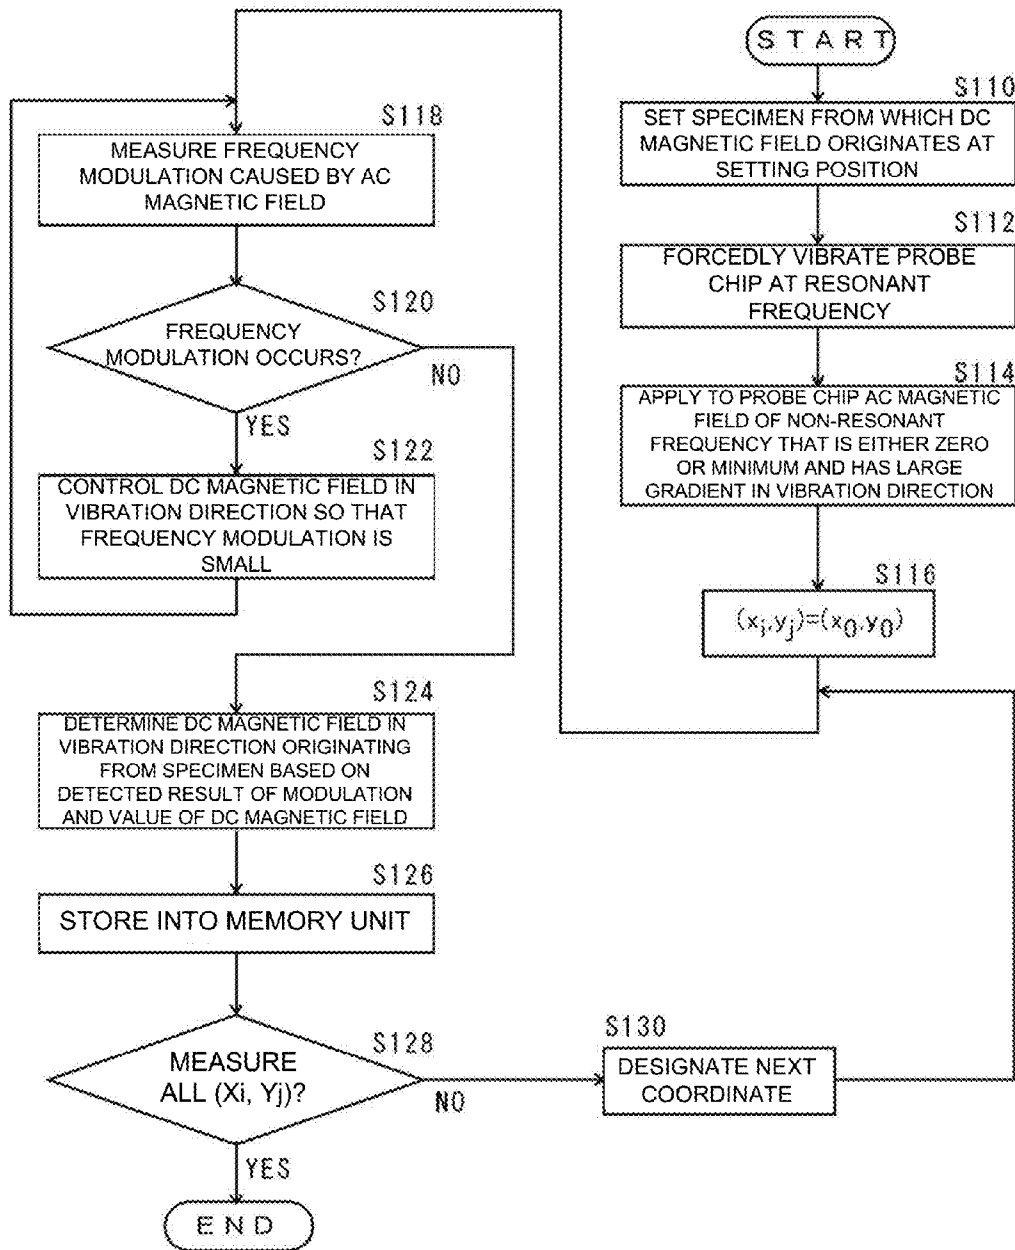 START
S110
SET SPECIMEN FROM WHICH DC
MAGNETIC FIELD ORIGINATES AT
SETTING POSITION
S112
FORCEDLY VIBRATE PROBE
CHIP AT RESONANT
FREQUENCY
S114
APPLY TO PROBE CHIP AC MAGNETIC
FIELD OF NON-RESONANT
FREQUENCY THAT IS EITHER ZERO
OR MINIMUM AND HAS LARGE
GRADIENT IN VIBRATION DIRECTION
S116
(xi,yj)=(x0,y0)
S118
MEASURE FREQUENCY
MODULATION CAUSED BY AC
MAGNETIC FIELD
S120
FREQUENCY
MODULATION OCCURS?
NO
YES
S122
CONTROL DC MAGNETIC FIELD IN
VIBRATION DIRECTION SO THAT
FREQUENCY MODULATION IS
SMALL
S124
DETERMINE DC MAGNETIC FIELD IN
VIBRATION DIRECTION ORIGINATING
FROM SPECIMEN BASED ON
DETECTED RESULT OF MODULATION
AND VALUE OF DC MAGNETIC FIELD
S126
STORE INTO MEMORY UNIT
S128
MEASURE
ALL (Xi, Yj)?
NO
YES
S130
DESIGNATE NEXT
COORDINATE
END